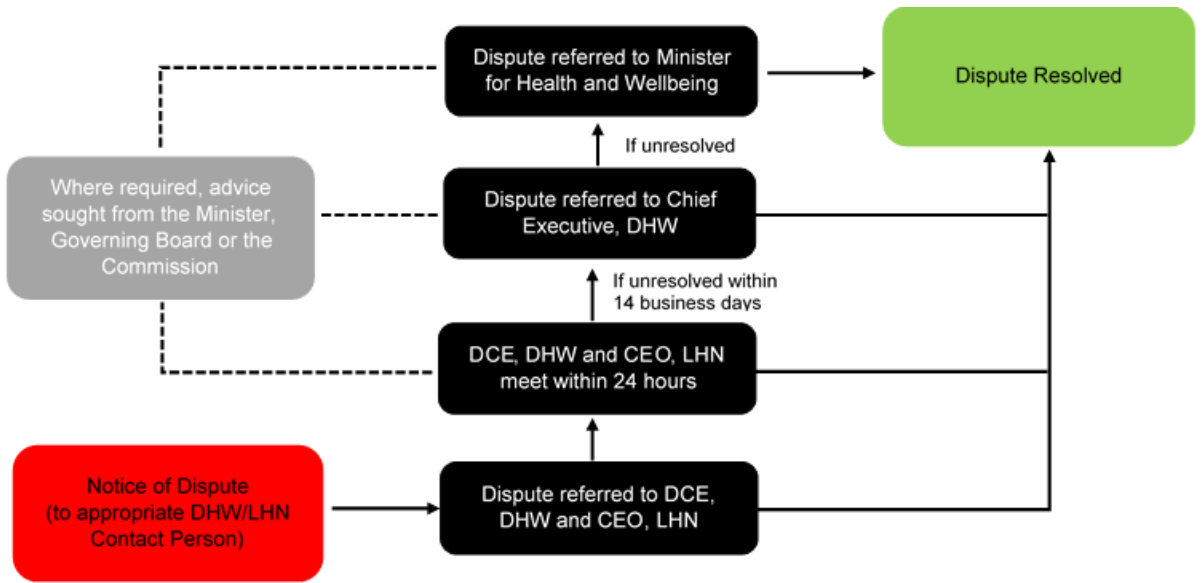 Dispute referred to Minister
for Health and Wellbeing
Dispute Resolved
If unresolved
Where required, advice
sought from the Minister,
Governing Board or the
Commission
Dispute referred to Chief
Executive, DHW
If unresolved within
14 business days
DCE, DHW and CEO, LHN
meet within 24 hours
Notice of Dispute
(to appropriate DHW/LHN
Contact Person)
Dispute referred to DCE,
DHW and CEO, LHN